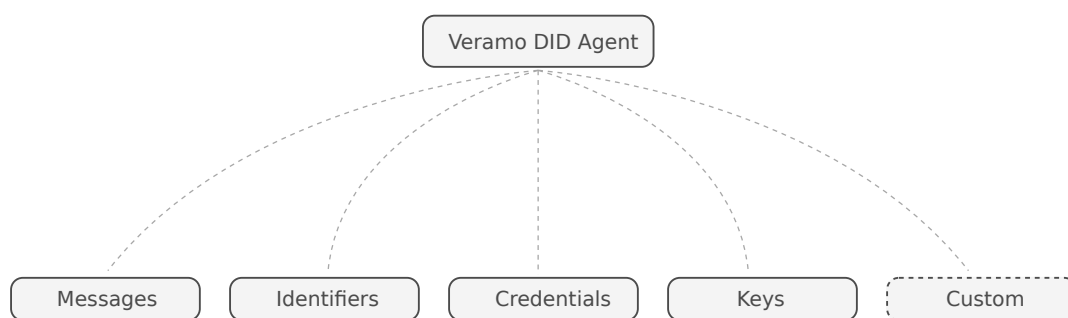 Veramo DID Agent
Messages
Identifiers
Credentials
Keys
Custom